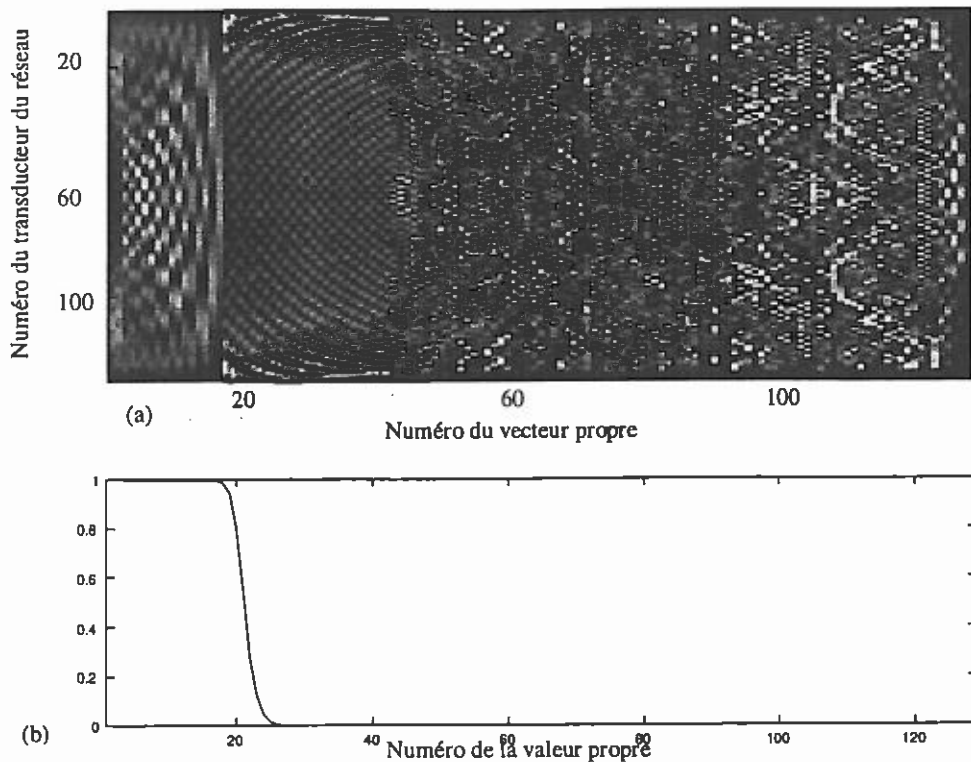 Numéro du transducteur du réseau
20
60
100
20 60 100
(a)
Numéro du vecteur propre
1
0.8
0.6
0.4
0.2
0
(b)
20 40 60 80 100 120
Numéro de la valeur propre